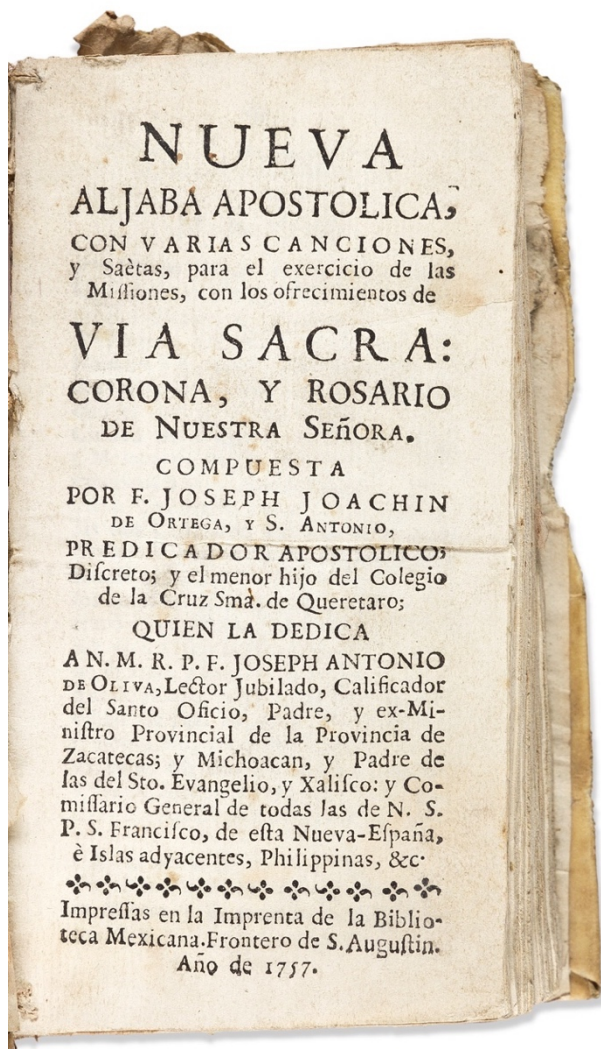 NUEVA
ALJABA APOSTOLICA,
CON VARIAS CANCIONES,
y Saètas, para el exercicio de las
Miſſiones, con los ofrecimientos de
VIA SACRA:
CORONA, Y ROSARIO
DE NUESTRA SEÑORA.
COMPUESTA
POR F. JOSEPH JOACHIN
DE ORTEGA, Y S. ANTONIO,
PREDICADOR APOSTOLICO;
Diſcreto; y el menor hijo del Colegio
de la Cruz Smà. de Queretaro;
QUIEN LA DEDICA
A N. M. R. P. F. JOSEPH ANTONIO
DE OLIVA, Lector Jubilado, Calificador
del Santo Oficio, Padre, y ex-Mi-
niſtro Provincial de la Provincia de
Zacatecas; y Michoacan, y Padre de
las del Sto. Evangelio, y Xaliſco: y Co-
miſſario General de todas las de N. S.
P. S. Franciſco, de eſta Nueva-Eſpaña,
è Islas adyacentes, Philippinas, &c.
Impreſſas en la Imprenta de la Biblio-
teca Mexicana. Frontero de S. Auguſtin.
Año de 1757.